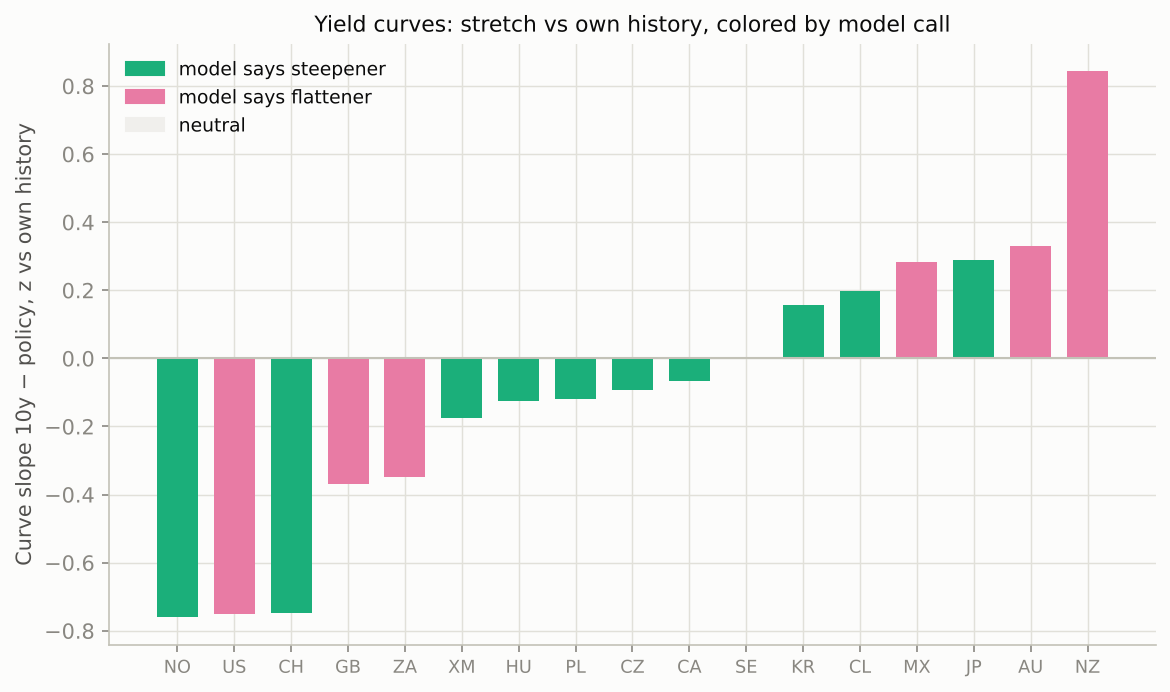 Yield curves: stretch vs own history, colored by model call
model says steepener
model says flattener
neutral
Curve slope 10y − policy, z vs own history
0.8
0.6
0.4
0.2
0.0
−0.2
−0.4
−0.6
−0.8
NO US CH GB ZA XM HU PL CZ CA SE KR CL MX JP AU NZ